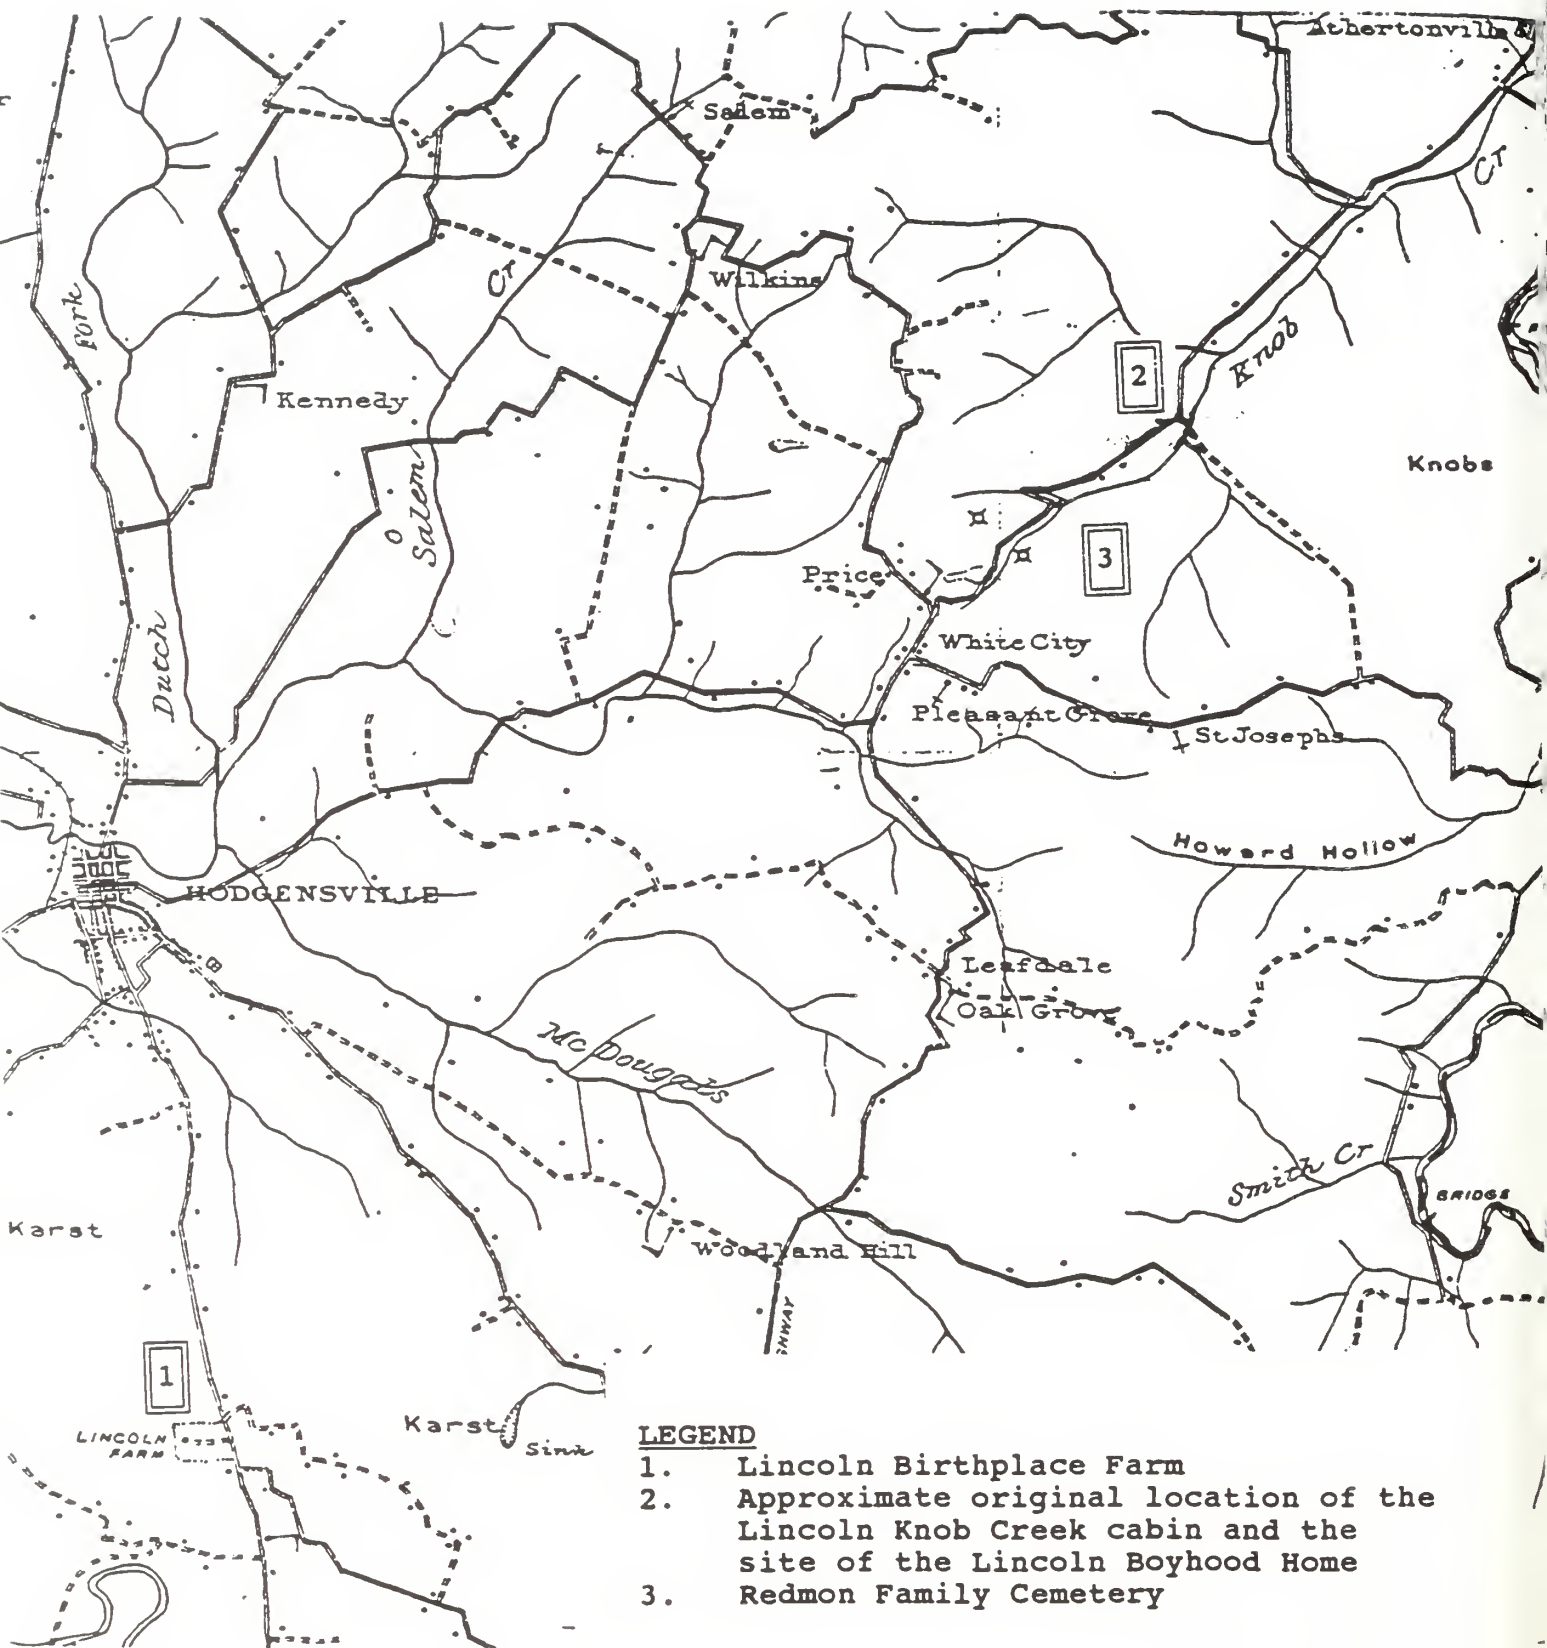 Athertonville
Salem
Cr
Wilkins
Cr
Fork
Knob
2
Kennedy
Knobs
Salem
3
Price
Dutch
White City
Pleasant Grove
St Josephs
Howard Hollow
HODGENSVILLE
Leafdale
Oak Grove
Mc Dougals
Smith Cr
BRIDGE
Karst
Woodland Hill
1
Karst
Sink
LINCOLN
FARM
LEGEND
1. Lincoln Birthplace Farm
2. Approximate original location of the
Lincoln Knob Creek cabin and the
site of the Lincoln Boyhood Home
3. Redmon Family Cemetery